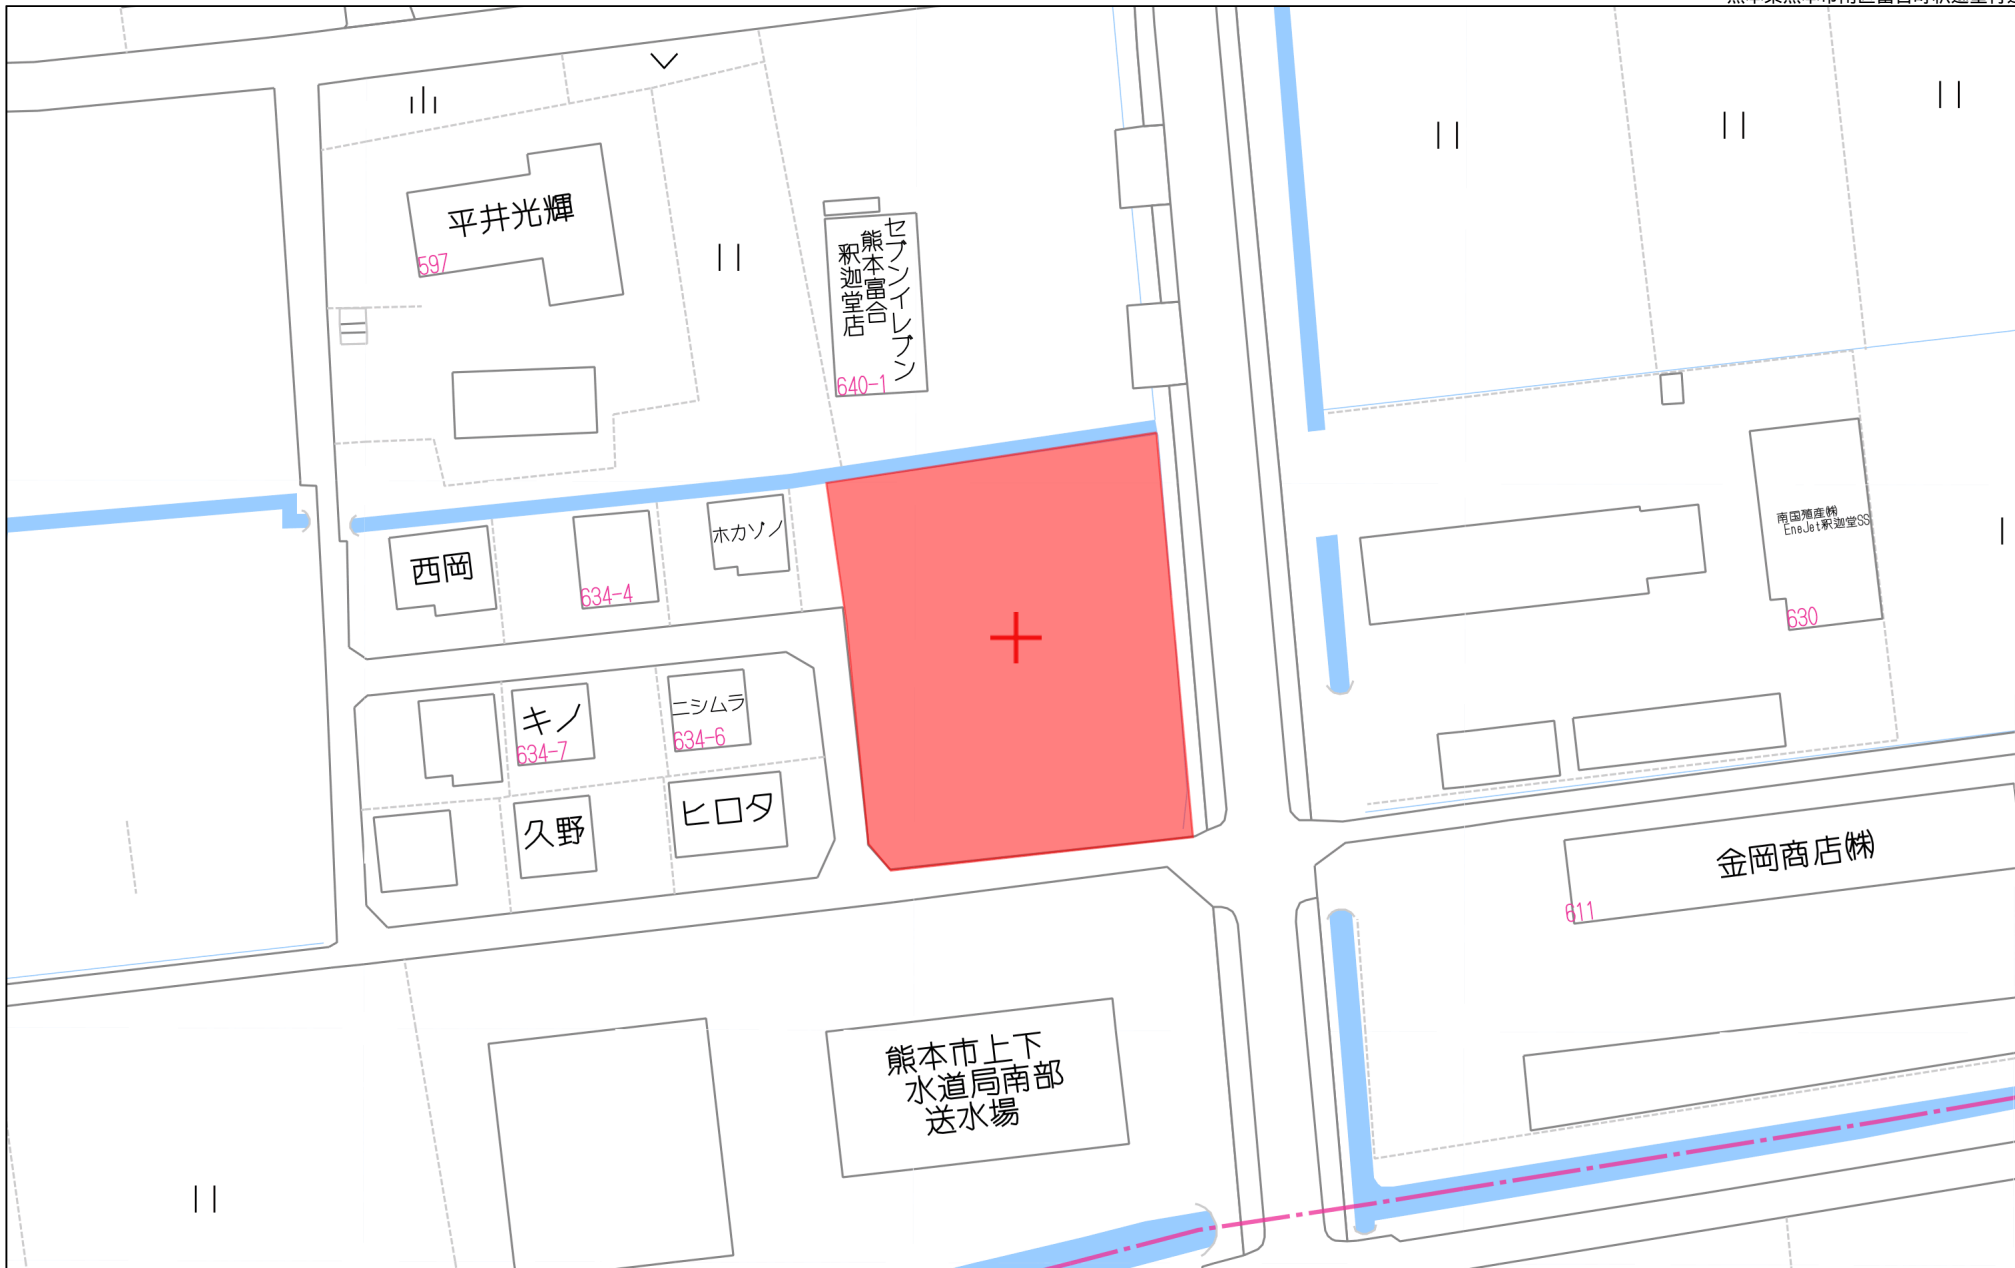 平井光輝
597
セブンイレブン
熊本富合
釈迦堂店
640-1
西岡
634-4
ホカゾノ
南国殖産㈱
EneJet釈迦堂SS
630
キノ
634-7
ニシムラ
634-6
久野
ヒロタ
金岡商店㈱
611
熊本市上下
水道局南部
送水場